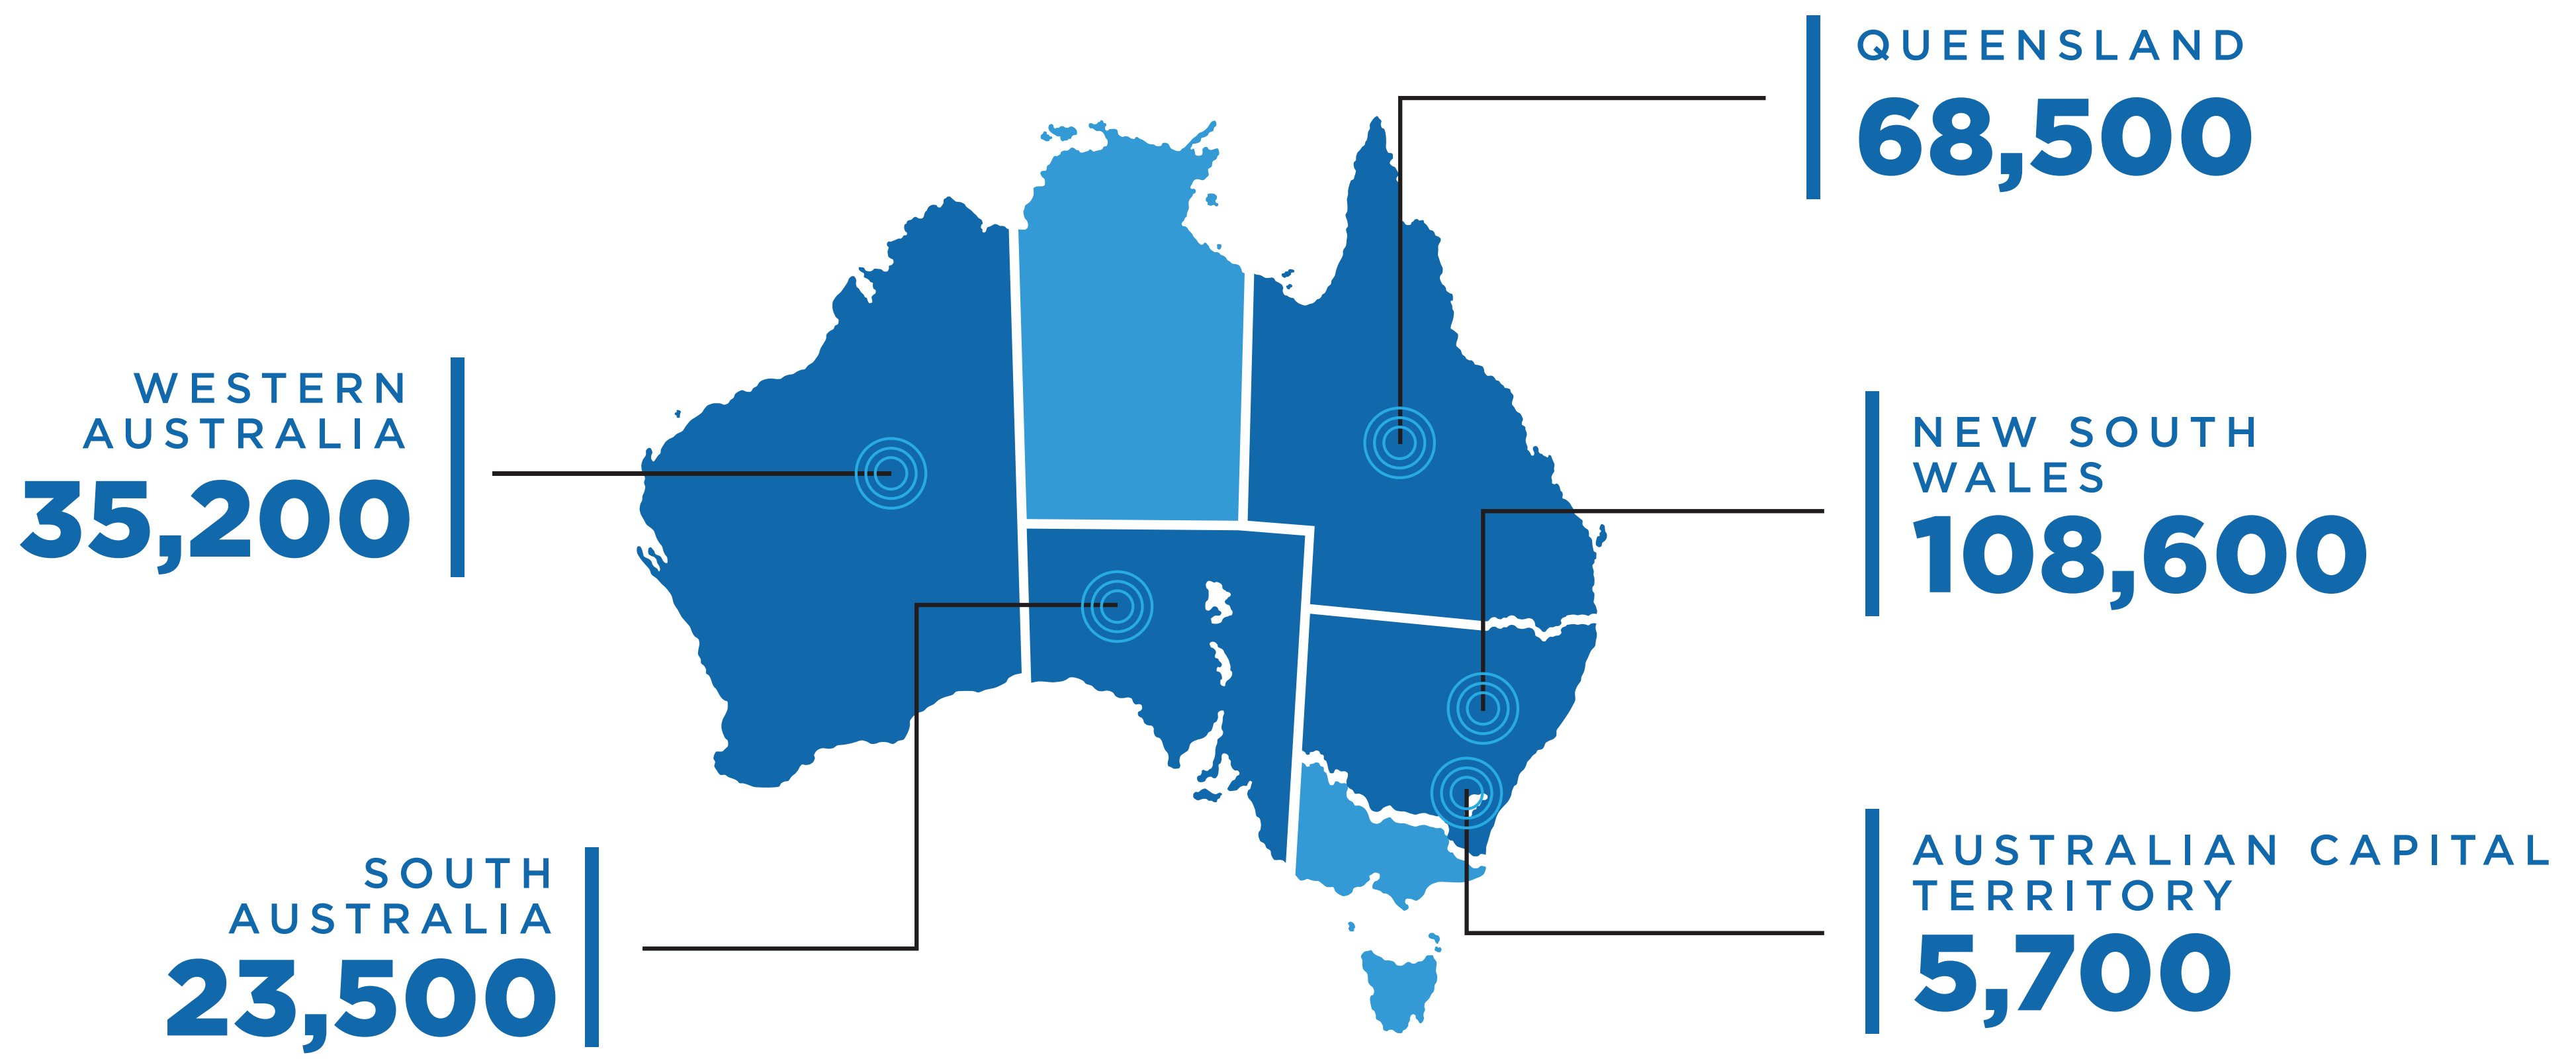 QUEENSLAND
68,500
WESTERN
AUSTRALIA
35,200
NEW SOUTH
WALES
108,600
SOUTH
AUSTRALIA
23,500
AUSTRALIAN CAPITAL
TERRITORY
5,700